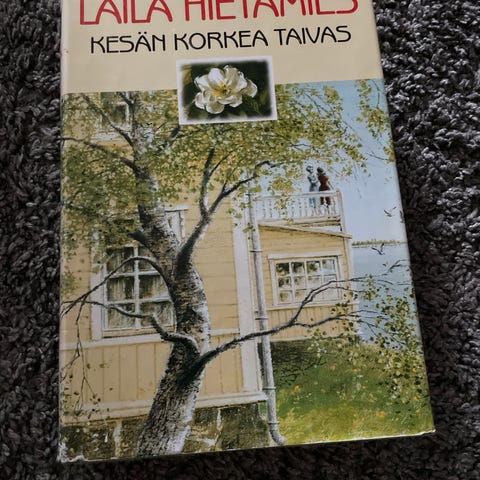 LAILA HIETAMIES
KESÄN KORKEA TAIVAS